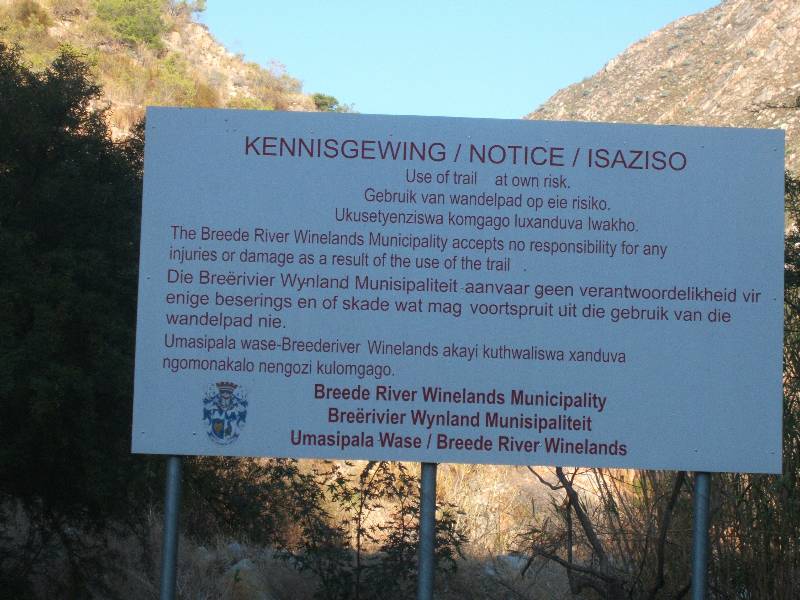 KENNISGEWING / NOTICE / ISAZISO
Use of trail at own risk.
Gebruik van wandelpad op eie risiko.
Ukusetyenziswa komgago luxanduva lwakho.
The Breede River Winelands Municipality accepts no responsibility for any
injuries or damage as a result of the use of the trail .
Die Breërivier Wynland Munisipaliteit aanvaar geen verantwoordelikheid vir
enige beserings en of skade wat mag voortspruit uit die gebruik van die
wandelpad nie.
Umasipala wase-Breederiver Winelands akayi kuthwaliswa xanduva
ngomonakalo nengozi kulomgago.
Breede River Winelands Municipality
Breërivier Wynland Munisipaliteit
Umasipala Wase / Breede River Winelands